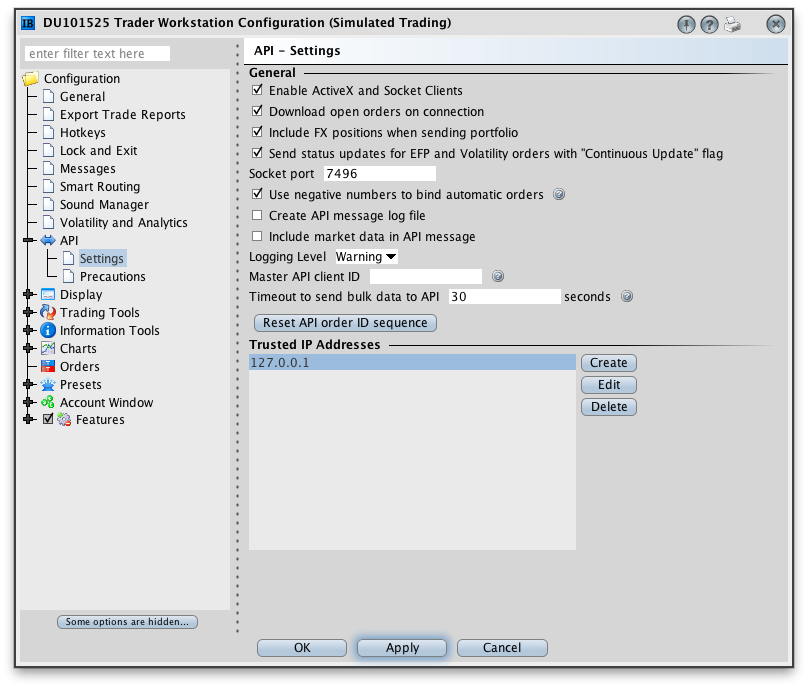 IB DU101525 Trader Workstation Configuration (Simulated Trading)
enter filter text here
Configuration
General
Export Trade Reports
Hotkeys
Lock and Exit
Messages
Smart Routing
Sound Manager
Volatility and Analytics
API
Settings
Precautions
Display
Trading Tools
Information Tools
Charts
Orders
Presets
Account Window
Features
Some options are hidden...
API – Settings
General
Enable ActiveX and Socket Clients
Download open orders on connection
Include FX positions when sending portfolio
Send status updates for EFP and Volatility orders with "Continuous Update" flag
Socket port 7496
Use negative numbers to bind automatic orders ?
Create API message log file
Include market data in API message
Logging Level Warning
Master API client ID ?
Timeout to send bulk data to API 30 seconds ?
Reset API order ID sequence
Trusted IP Addresses
127.0.0.1
Create
Edit
Delete
OK Apply Cancel